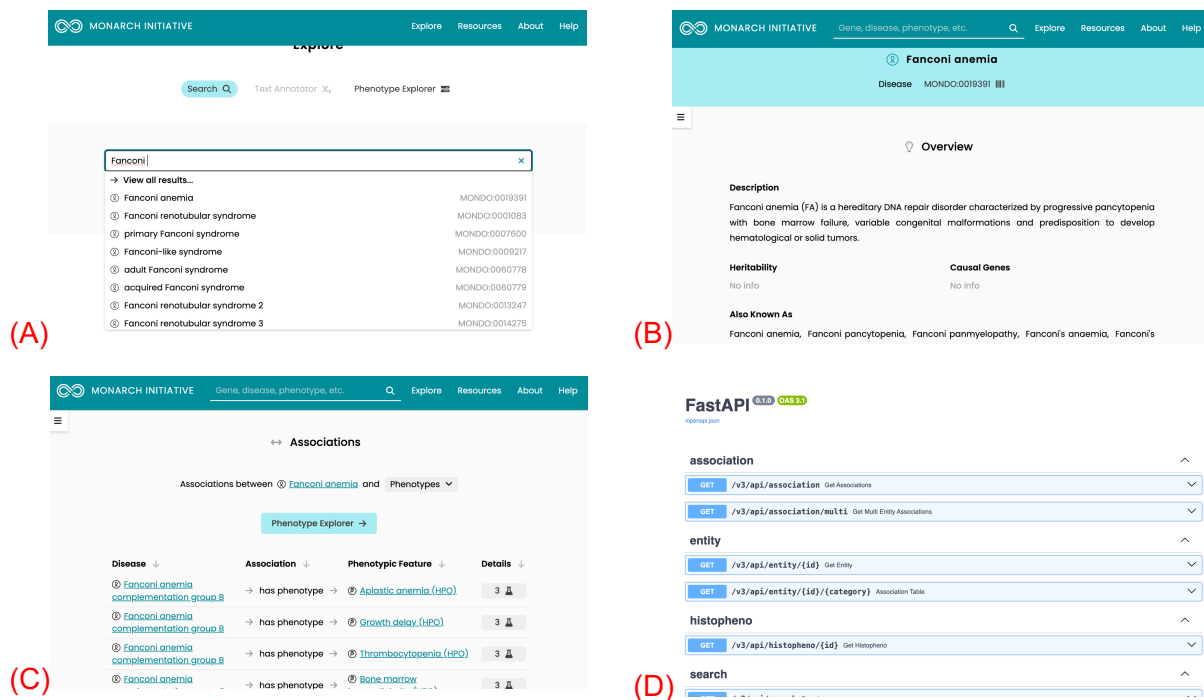 MONARCH INITIATIVE Explore Resources About Help
Explore
Search Text Annotator Phenotype Explorer
Fanconi
View all results...
Fanconi anemia MONDO:0019391
Fanconi renotubular syndrome MONDO:0001083
primary Fanconi syndrome MONDO:0007600
Fanconi-like syndrome MONDO:0009217
adult Fanconi syndrome MONDO:0060778
acquired Fanconi syndrome MONDO:0060779
Fanconi renotubular syndrome 2 MONDO:0013247
Fanconi renotubular syndrome 3 MONDO:0014275
(A)
MONARCH INITIATIVE Gene, disease, phenotype, etc. Explore Resources About Help
Fanconi anemia
Disease MONDO:0019391
Overview
Description
Fanconi anemia (FA) is a hereditary DNA repair disorder characterized by progressive pancytopenia
with bone marrow failure, variable congenital malformations and predisposition to develop
hematological or solid tumors.
Heritability Causal Genes
No info No info
Also Known As
Fanconi anemia, Fanconi pancytopenia, Fanconi panmyelopathy, Fanconi's anaemia, Fanconi's
(B)
MONARCH INITIATIVE Gene, disease, phenotype, etc. Explore Resources About Help
↔ Associations
Associations between Fanconi anemia and Phenotypes
Phenotype Explorer →
Disease ↓ Association ↓ Phenotypic Feature ↓ Details ↓
Fanconi anemia
complementation group B → has phenotype → Aplastic anemia (HPO) 3
Fanconi anemia
complementation group B → has phenotype → Growth delay (HPO) 3
Fanconi anemia
complementation group B → has phenotype → Thrombocytopenia (HPO) 3
Fanconi anemia Bone marrow
→ has phenotype → 3
(C)
FastAPI 0.1.0 OAS 3.1
/openapi.json
association
GET /v3/api/association Get Associations
GET /v3/api/association/multi Get Multi Entity Associations
entity
GET /v3/api/entity/{id} Get Entity
GET /v3/api/entity/{id}/{category} Association Table
histopheno
GET /v3/api/histopheno/{id} Get Histopheno
search
(D)